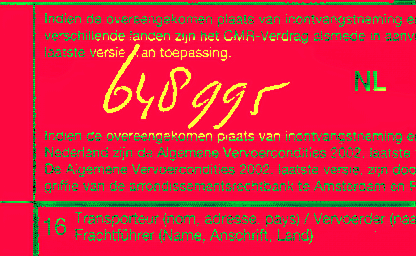 Indien de overeengekomen plaats van inontvangstneming e
verschillende landen zijn het CMR-Verdrag alsmede in aanv
laatste versie van toepassing.
648995
NL
Indien de overeengekomen plaats van inontvangstneming e
Nederland zijn de Algemene Vervoercondities 2002, laatste
De Algemene Vervoercondities 2002, laatste versie, zijn doo
griffie van de arrondissementsrechtbank te Amsterdam en R
16 Transporteur (nom, adresse, pays) / Vervoerder (naa
Frachtführer (Name, Anschrift, Land)